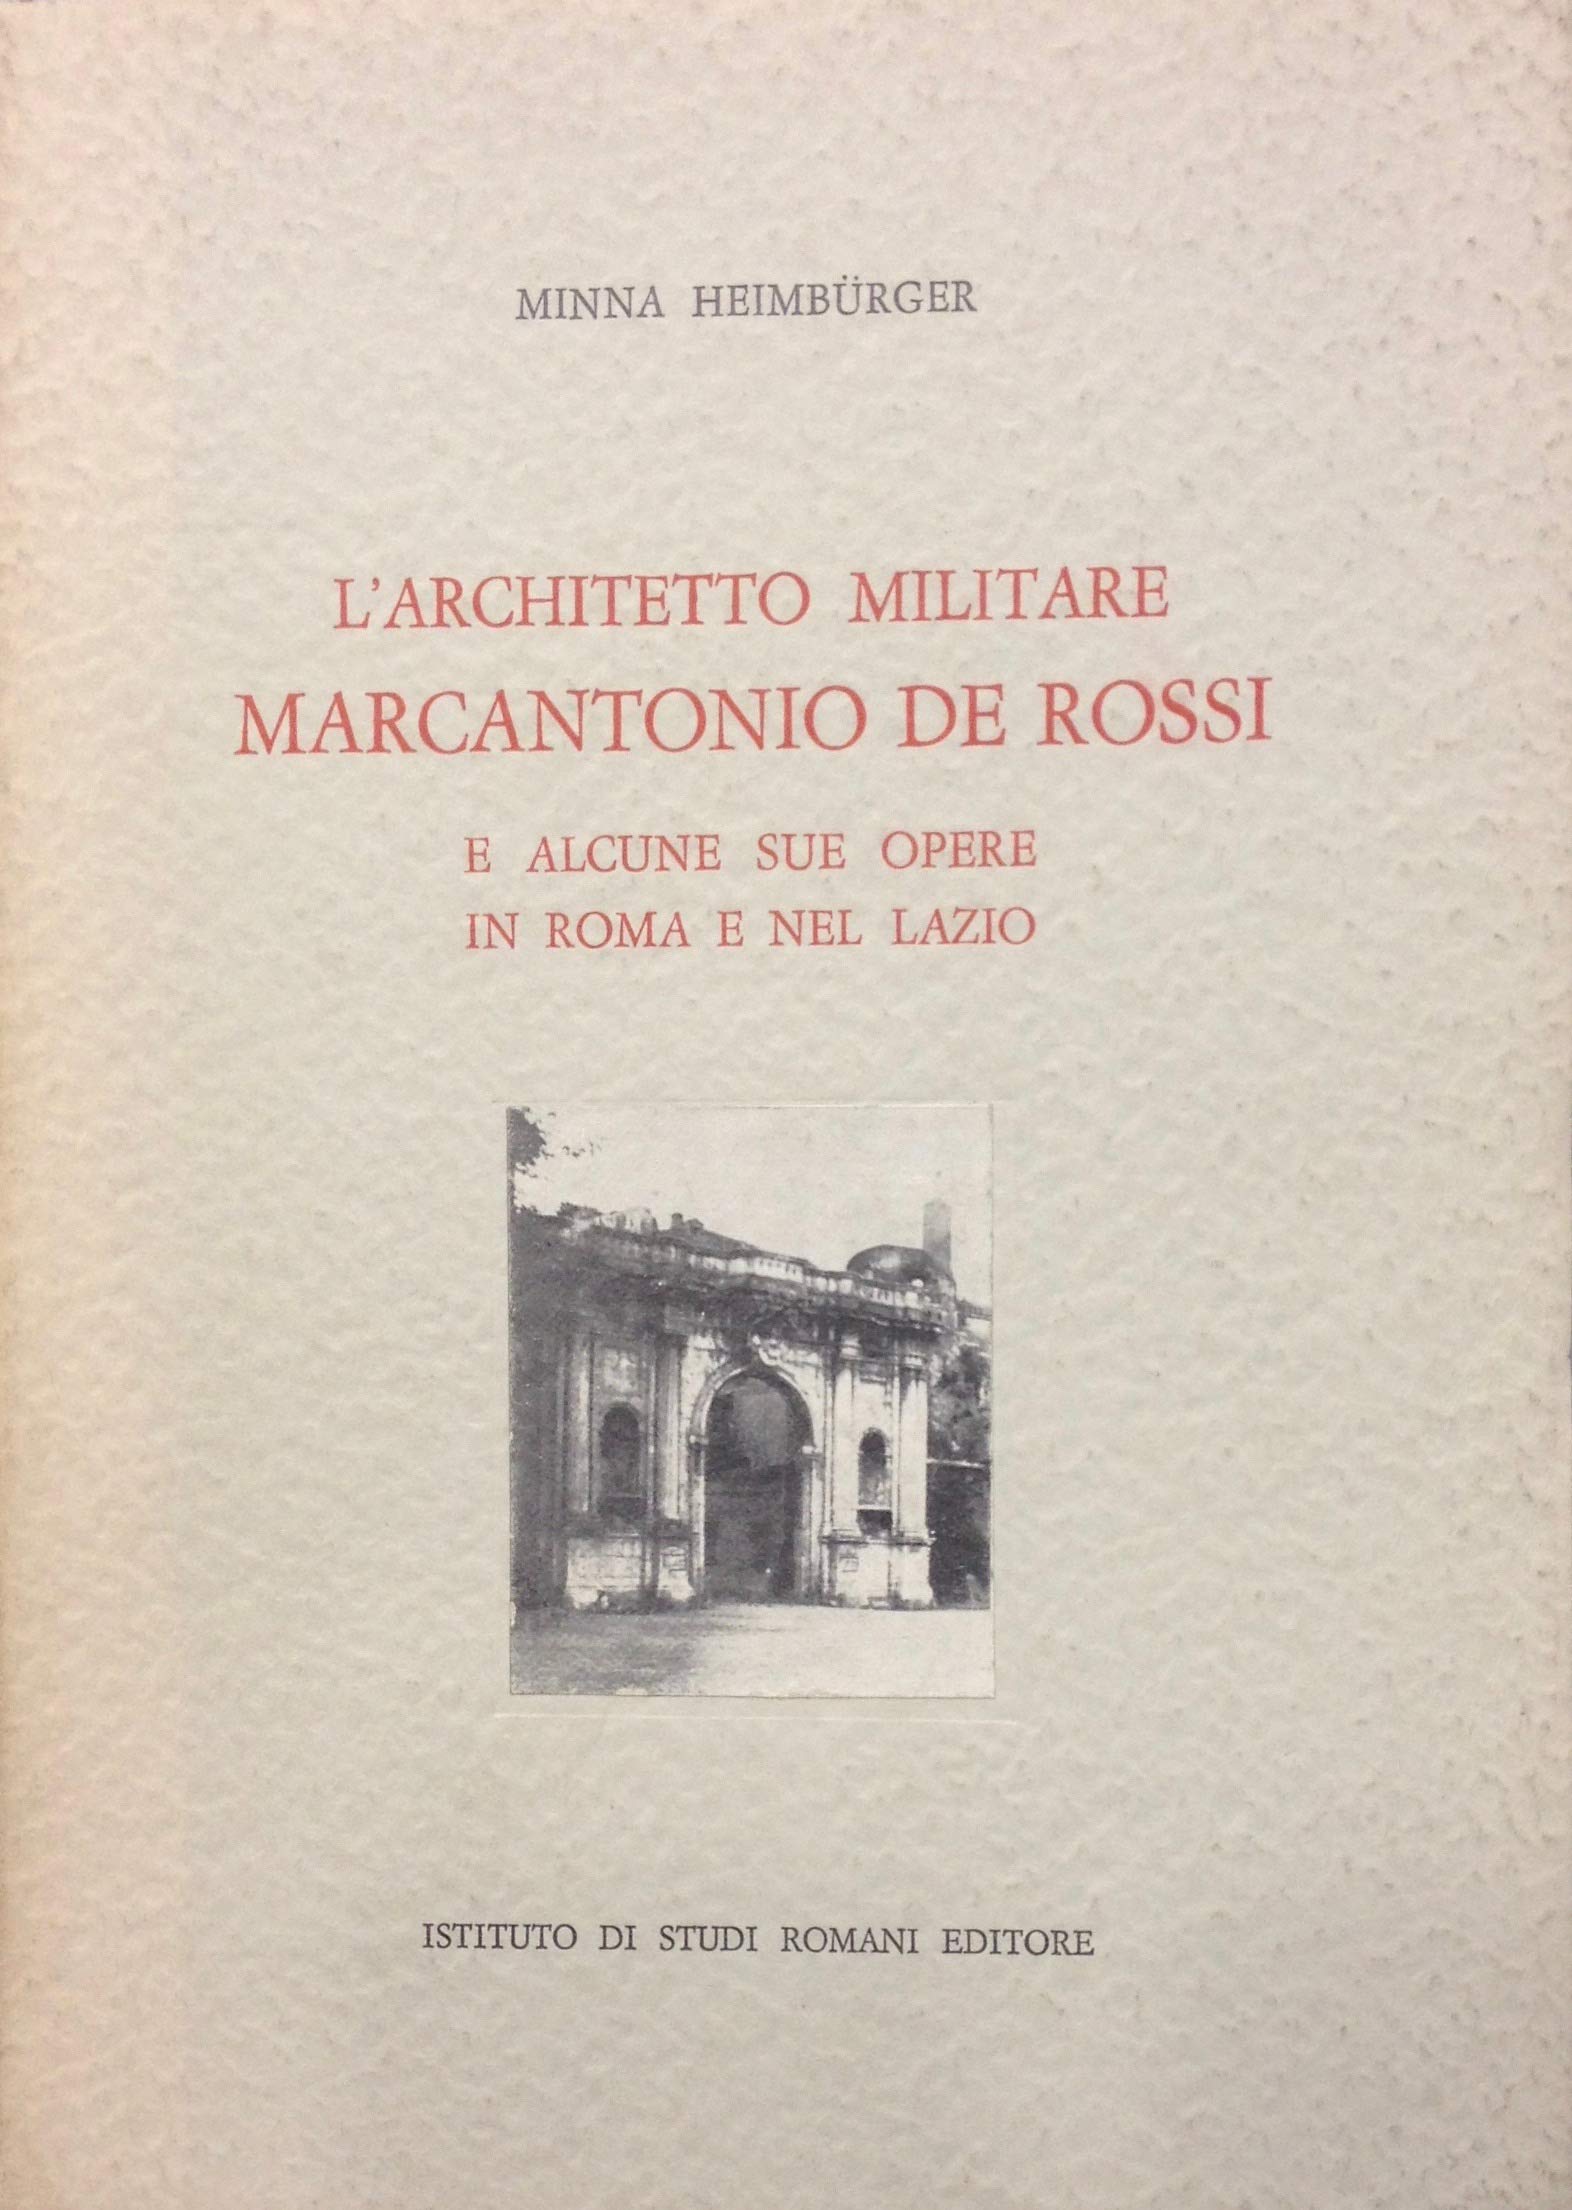 MINNA HEIMBÜRGER
L'ARCHITETTO MILITARE
MARCANTONIO DE ROSSI
E ALCUNE SUE OPERE
IN ROMA E NEL LAZIO
ISTITUTO DI STUDI ROMANI EDITORE